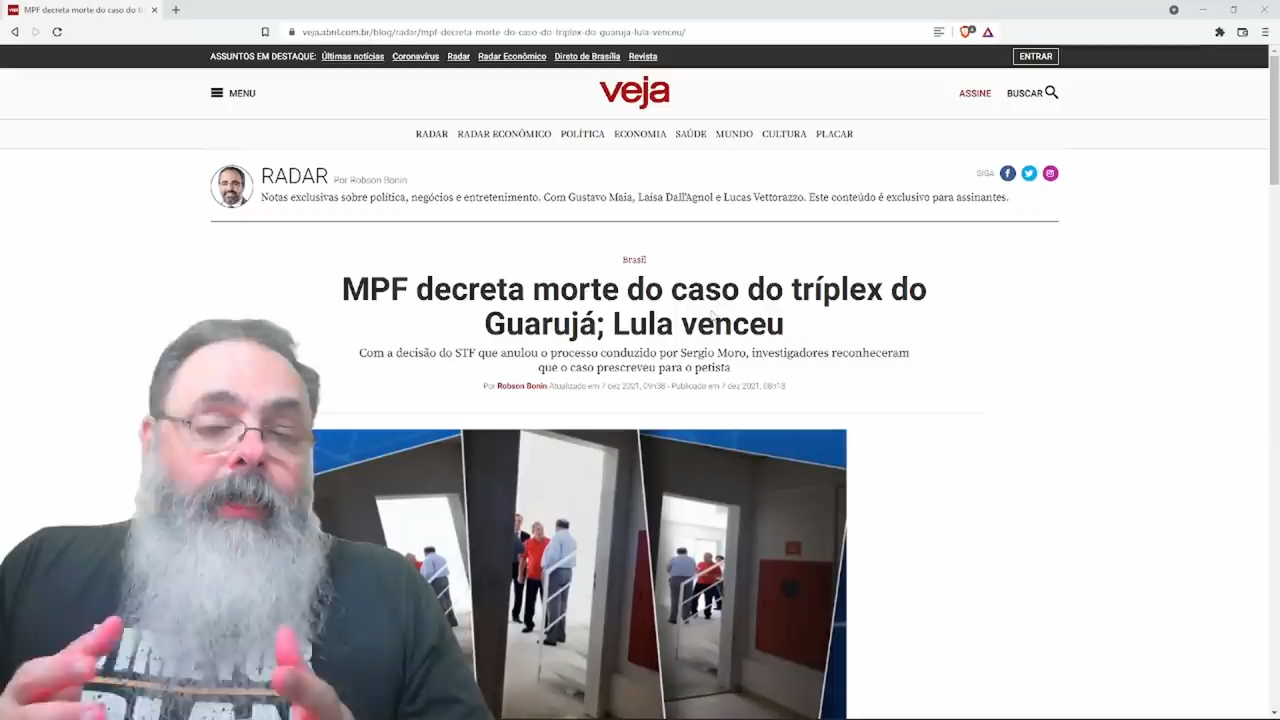 MPF decreta morte do caso do trí
veja.abril.com.br/blog/radar/mpf-decreta-morte-do-caso-do-triplex-do-guaruja-lula-venceu/
ASSUNTOS EM DESTAQUE: Últimas notícias Coronavírus Radar Radar Econômico Direto de Brasília Revista ENTRAR
MENU veja ASSINE BUSCAR
RADAR RADAR ECONÔMICO POLÍTICA ECONOMIA SAÚDE MUNDO CULTURA PLACAR
RADAR Por Robson Bonin SIGA
Notas exclusivas sobre política, negócios e entretenimento. Com Gustavo Maia, Laísa Dall'Agnol e Lucas Vettorazzo. Este conteúdo é exclusivo para assinantes.
Brasil
MPF decreta morte do caso do tríplex do
Guarujá; Lula venceu
Com a decisão do STF que anulou o processo conduzido por Sergio Moro, investigadores reconheceram
que o caso prescreveu para o petista
Por Robson Bonin Atualizado em 7 dez 2021, 09h38 - Publicado em 7 dez 2021, 08h13